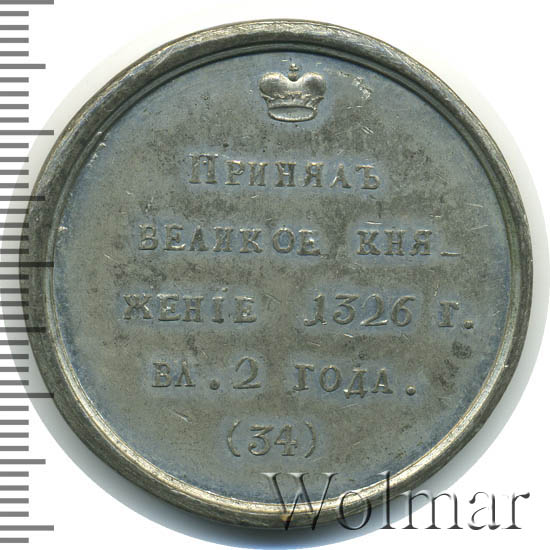 Принялъ
великое кня-
женіе 1326 г.
вл. 2 года.
(34)
Wolmar